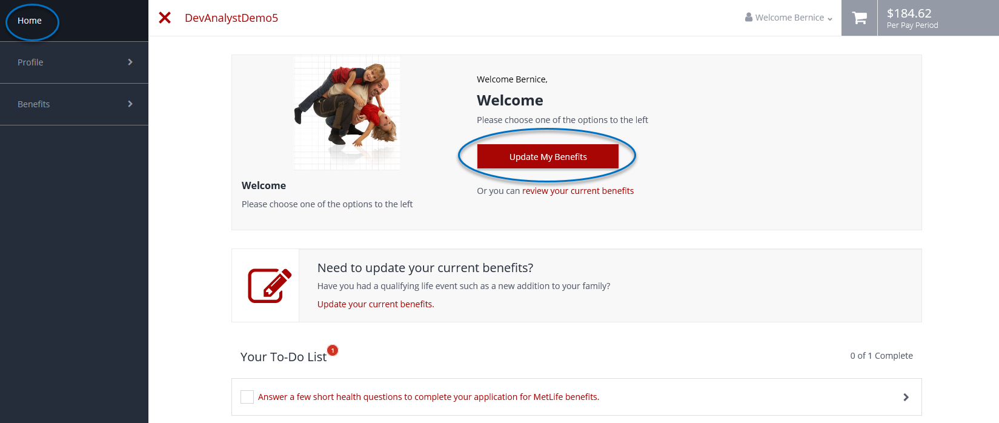 Home
Profile
Benefits
DevAnalystDemo5
Welcome Bernice
$184.62
Per Pay Period
Welcome
Please choose one of the options to the left
Welcome Bernice,
Welcome
Please choose one of the options to the left
Update My Benefits
Or you can review your current benefits
Need to update your current benefits?
Have you had a qualifying life event such as a new addition to your family?
Update your current benefits.
Your To-Do List 1
0 of 1 Complete
Answer a few short health questions to complete your application for MetLife benefits.